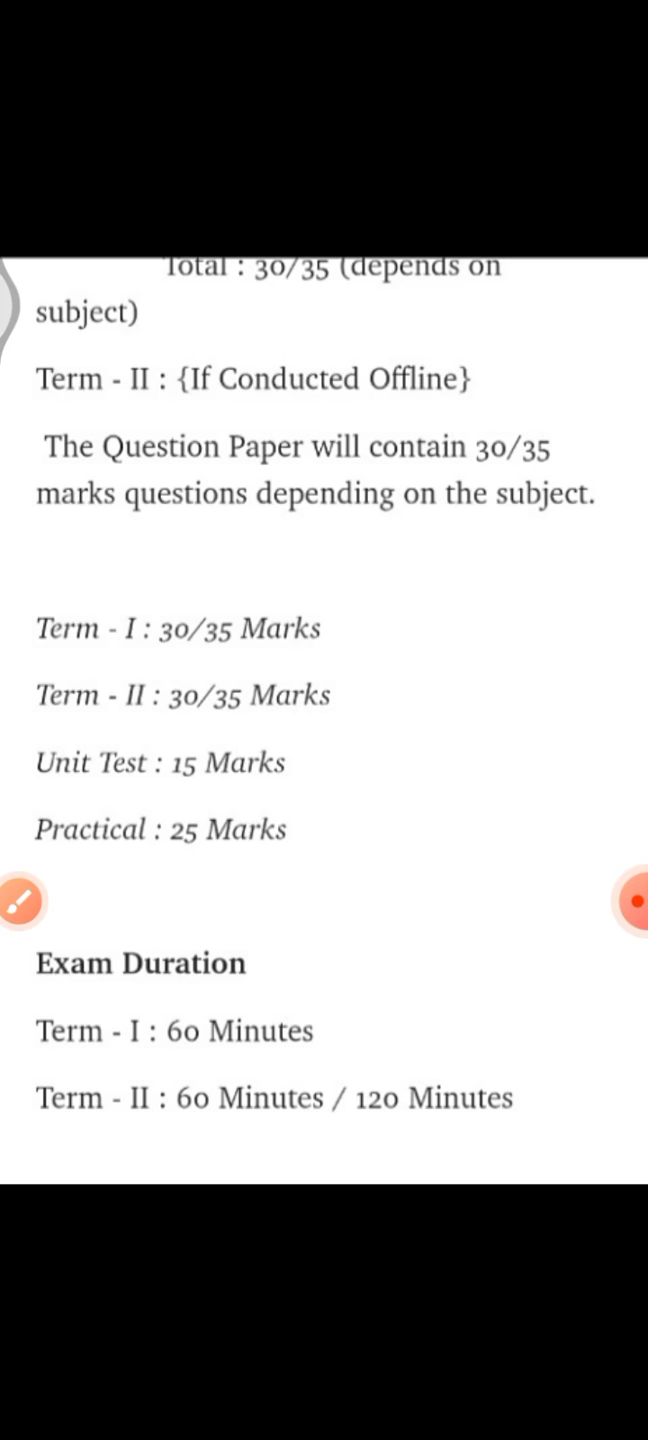 Total : 30/35 (depends on
subject)
Term - II : {If Conducted Offline}
The Question Paper will contain 30/35
marks questions depending on the subject.
Term - I : 30/35 Marks
Term - II : 30/35 Marks
Unit Test : 15 Marks
Practical : 25 Marks
Exam Duration
Term - I : 60 Minutes
Term - II : 60 Minutes / 120 Minutes